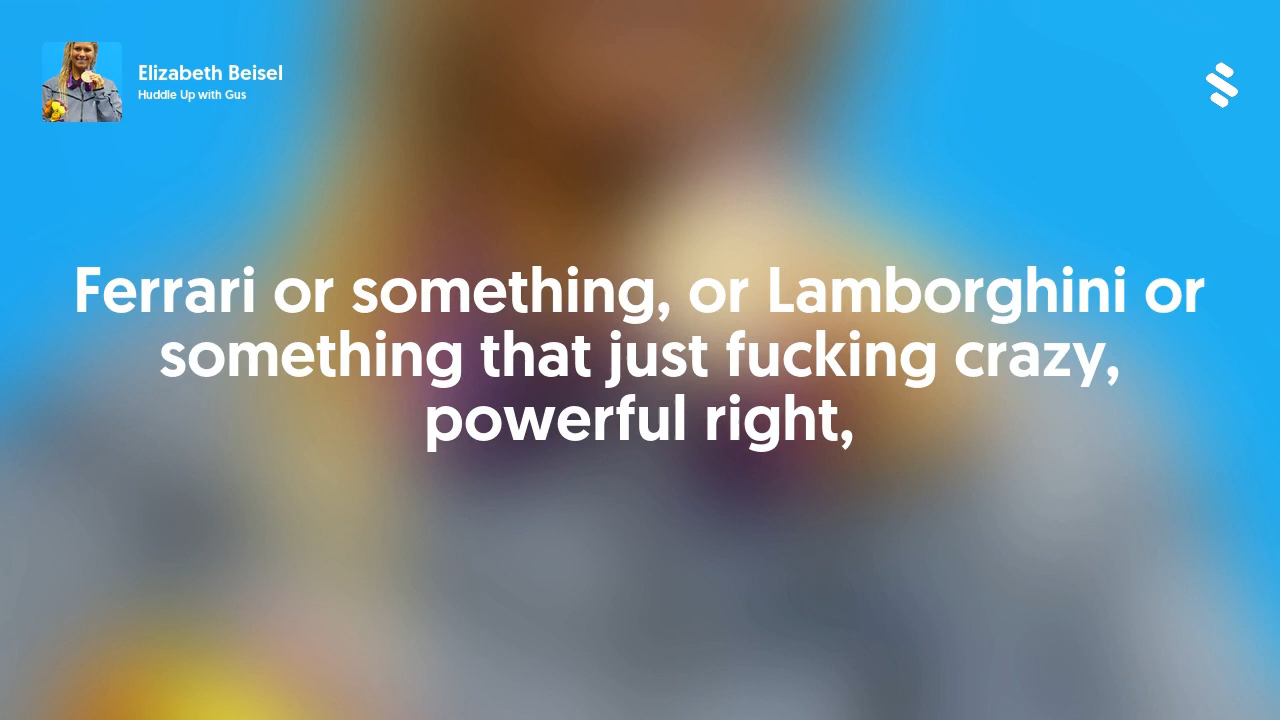 Elizabeth Beisel
Huddle Up with Gus
Ferrari or something, or Lamborghini or
something that just fucking crazy,
powerful right,